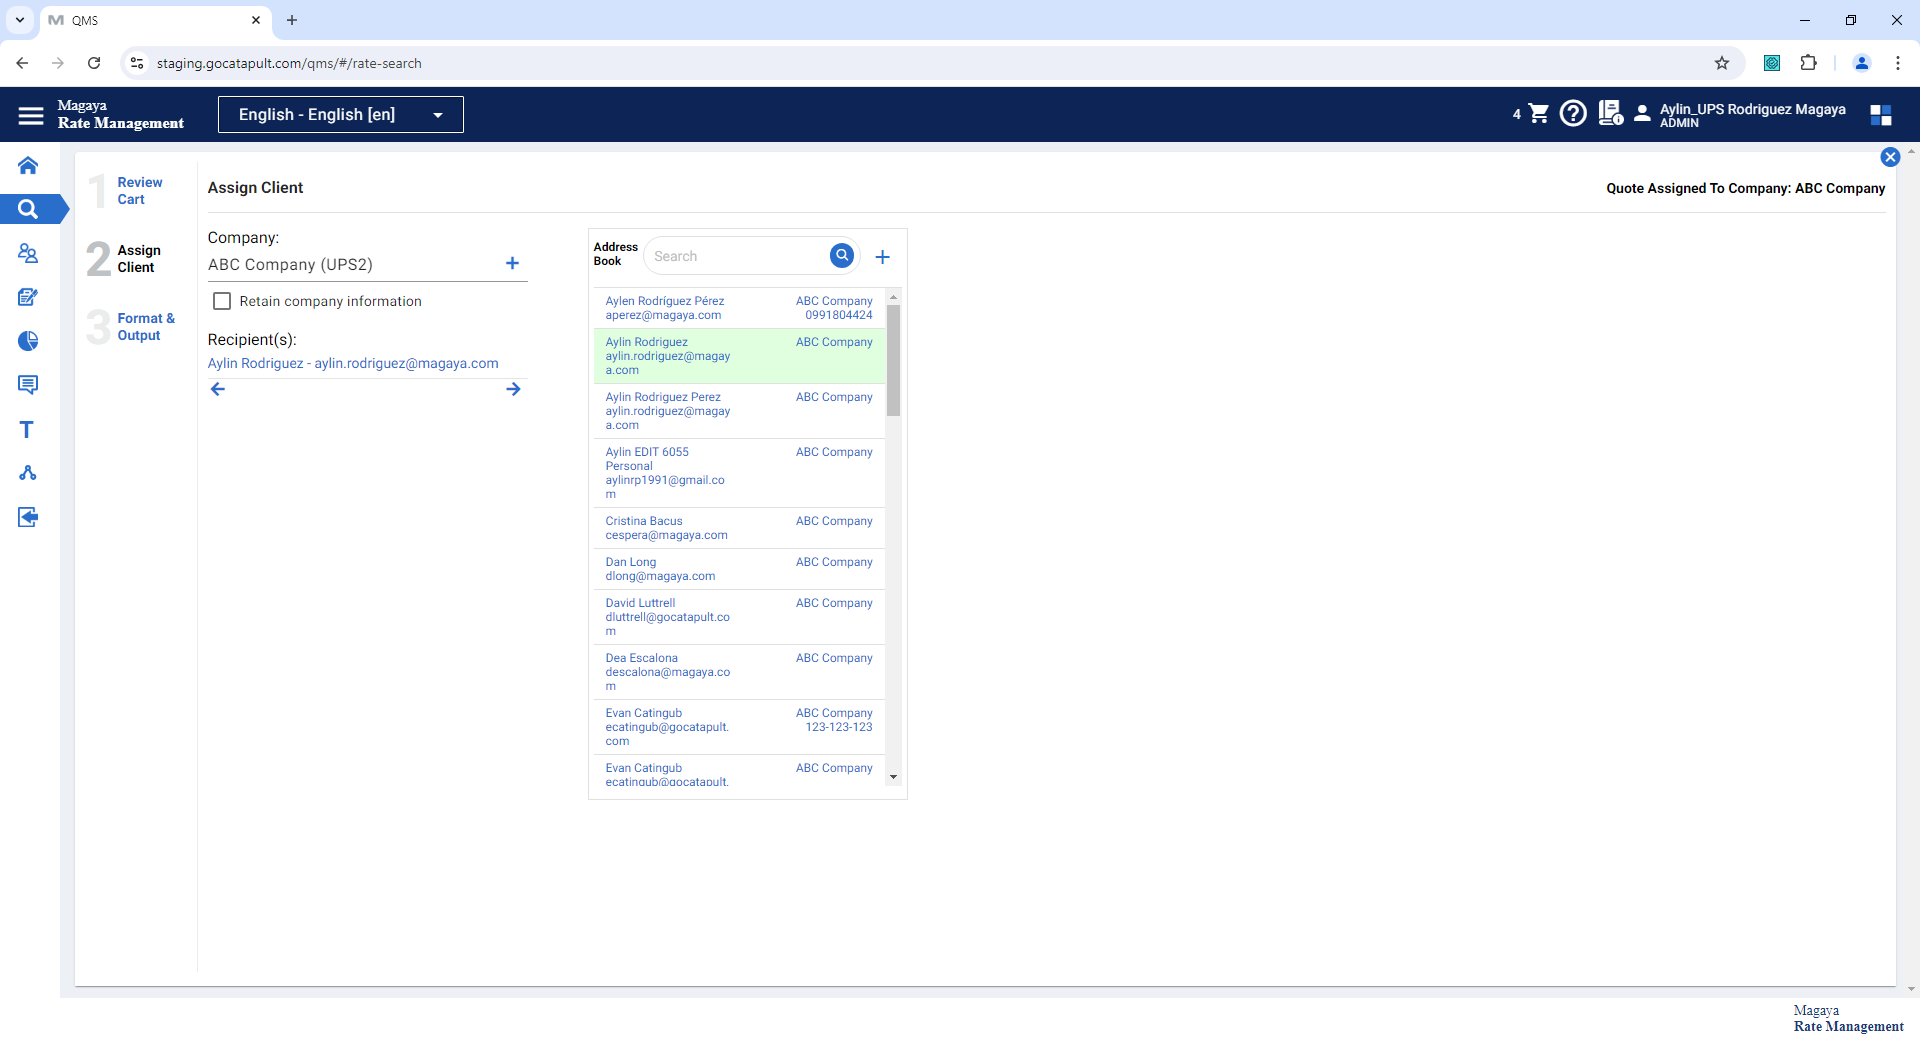 QMS
staging.gocatapult.com/qms/#/rate-search
Magaya
Rate Management
English - English [en]
4
Aylin_UPS Rodriguez Magaya
ADMIN
1 Review
Cart
2 Assign
Client
3 Format &
Output
Assign Client
Quote Assigned To Company: ABC Company
Company:
ABC Company (UPS2)
Retain company information
Recipient(s):
Aylin Rodriguez - aylin.rodriguez@magaya.com
Address
Book
Search
Aylen Rodríguez Pérez ABC Company
aperez@magaya.com 0991804424
Aylin Rodriguez ABC Company
aylin.rodriguez@magay
a.com
Aylin Rodriguez Perez ABC Company
aylin.rodriguez@magay
a.com
Aylin EDIT 6055 ABC Company
Personal
aylinrp1991@gmail.co
m
Cristina Bacus ABC Company
cespera@magaya.com
Dan Long ABC Company
dlong@magaya.com
David Luttrell ABC Company
dluttrell@gocatapult.co
m
Dea Escalona ABC Company
descalona@magaya.co
m
Evan Catingub ABC Company
ecatingub@gocatapult. 123-123-123
com
Evan Catingub ABC Company
ecatingub@gocatapult.
Magaya
Rate Management